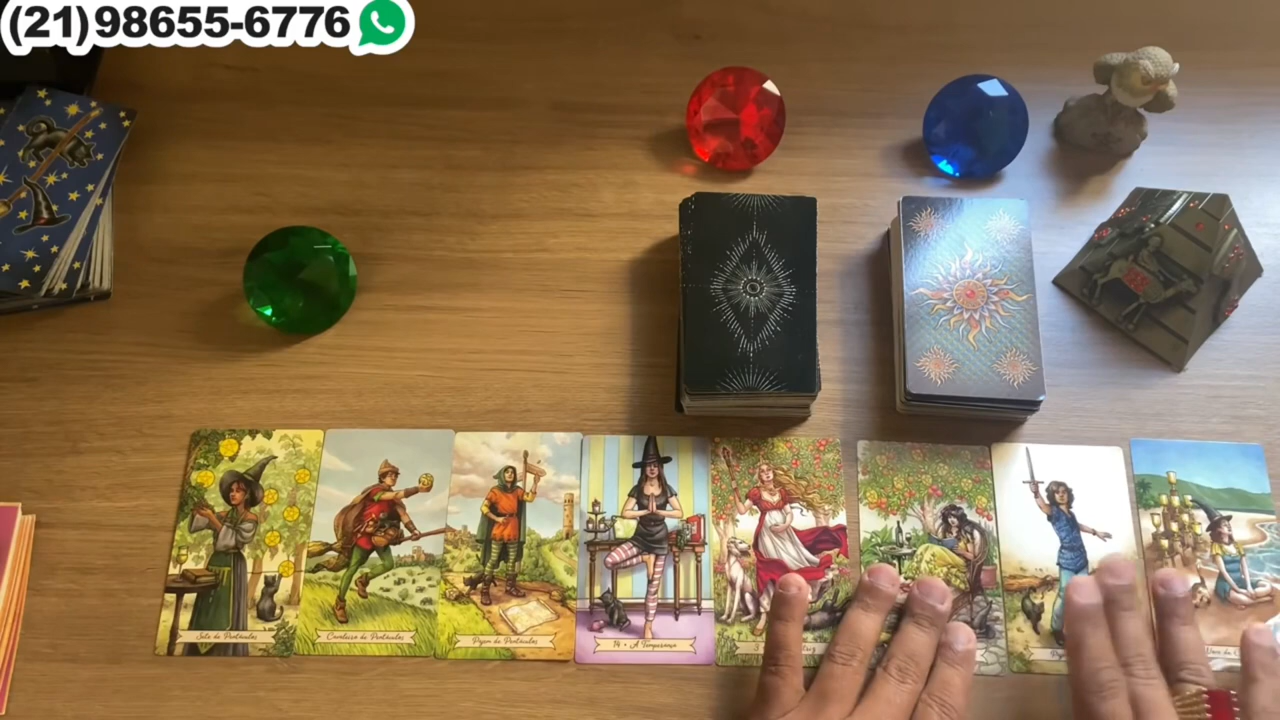 (21)98655-6776
Sete de Pentáculos
Cavaleiro de Pentáculos
Pajem de Pentáculos
14 • A Temperança